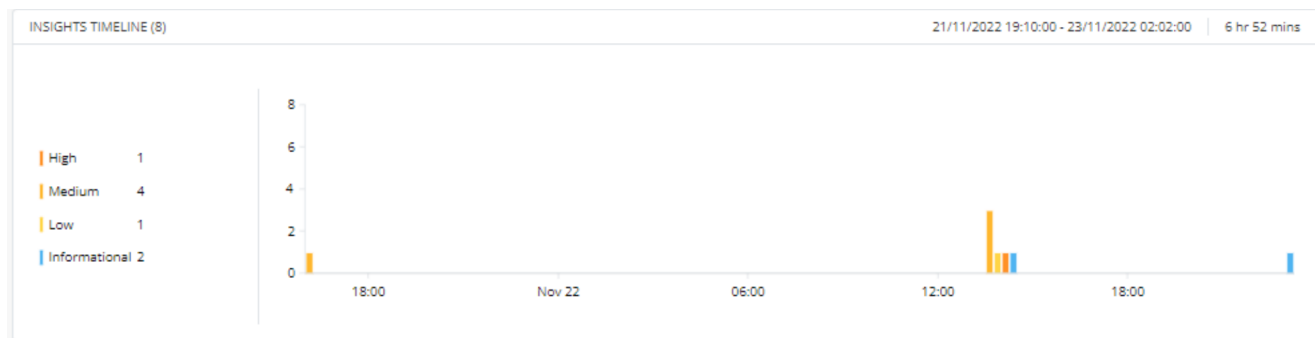 INSIGHTS TIMELINE (8)
21/11/2022 19:10:00 - 23/11/2022 02:02:00
6 hr 52 mins
High 1
Medium 4
Low 1
Informational 2
8
6
4
2
0
18:00 Nov 22 06:00 12:00 18:00